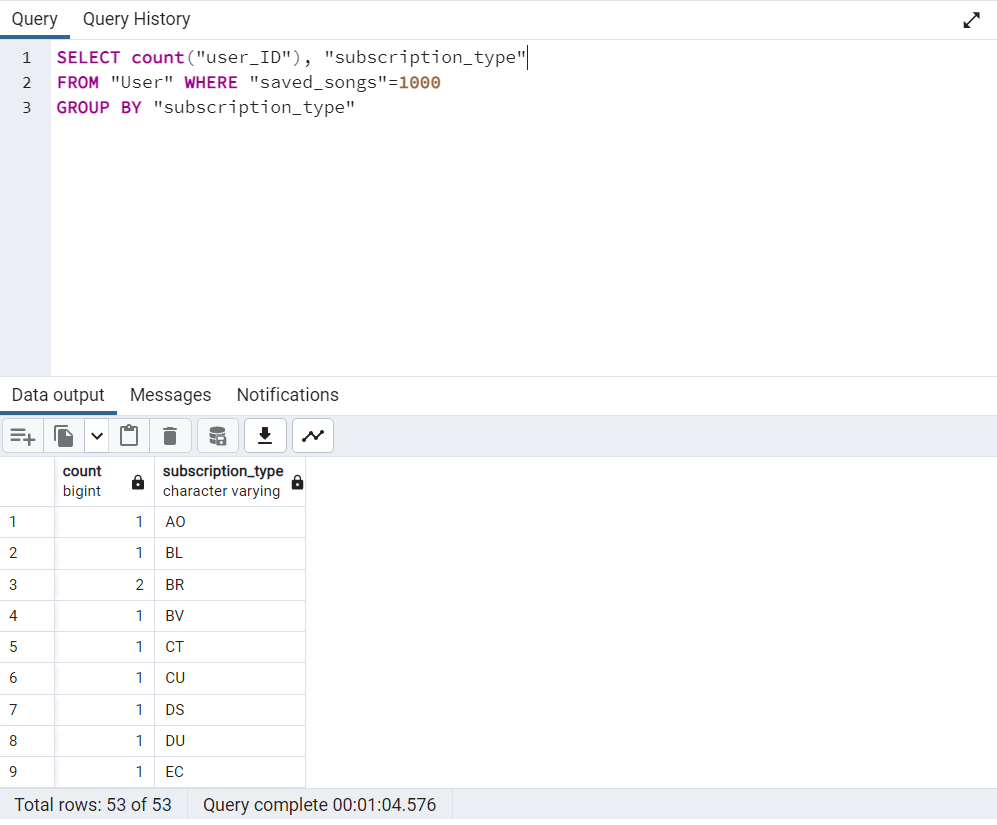 Query Query History
1 SELECT count("user_ID"), "subscription_type"
2 FROM "User" WHERE "saved_songs"=1000
3 GROUP BY "subscription_type"
Data output Messages Notifications
count subscription_type
bigint character varying
1 1 AO
2 1 BL
3 2 BR
4 1 BV
5 1 CT
6 1 CU
7 1 DS
8 1 DU
9 1 EC
Total rows: 53 of 53 Query complete 00:01:04.576